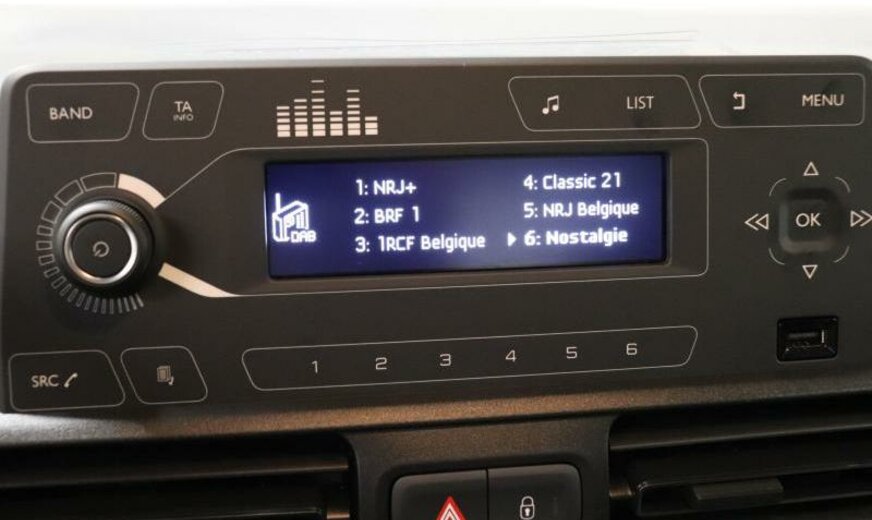 BAND
TA
INFO
LIST
MENU
1: NRJ+
2: BRF 1
3: 1RCF Belgique
4: Classic 21
5: NRJ Belgique
6: Nostalgie
DAB
OK
SRC
1 2 3 4 5 6